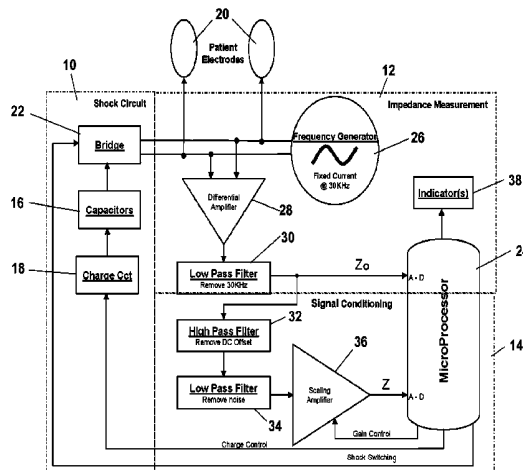 20
Patient
Electrodes
10
12
Shock Circuit
Impedance Measurement
22
Bridge
Frequency Generator
Fixed Current
@ 30KHz
26
38
Indicator(s)
16
Capacitors
Differential
Amplifier
28
18
Charge Cct
30
Low Pass Filter
Remove 30KHz
Zo
A - D
MicroProcessor
Signal Conditioning
32
High Pass Filter
Remove DC Offset
36
14
Low Pass Filter
Remove noise
34
Scaling
Amplifier
Z
A - D
Gain Control
Charge Control
Shock Switching